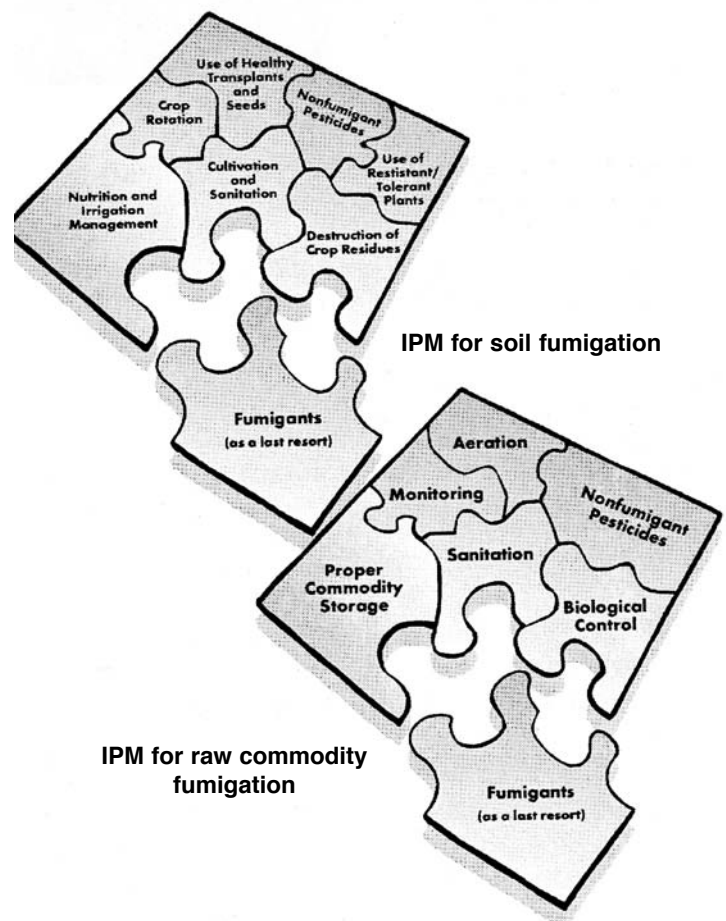 Use of Healthy
Transplants
and
Seeds
Nonfumigant
Pesticides
Crop
Rotation
Use of
Restistant/
Tolerant
Plants
Cultivation
and
Sanitation
Nutrition and
Irrigation
Management
Destruction of
Crop Residues
IPM for soil fumigation
Fumigants
(as a last resort)
Aeration
Monitoring
Nonfumigant
Pesticides
Sanitation
Proper
Commodity
Storage
Biological
Control
IPM for raw commodity
fumigation
Fumigants
(as a last resort)